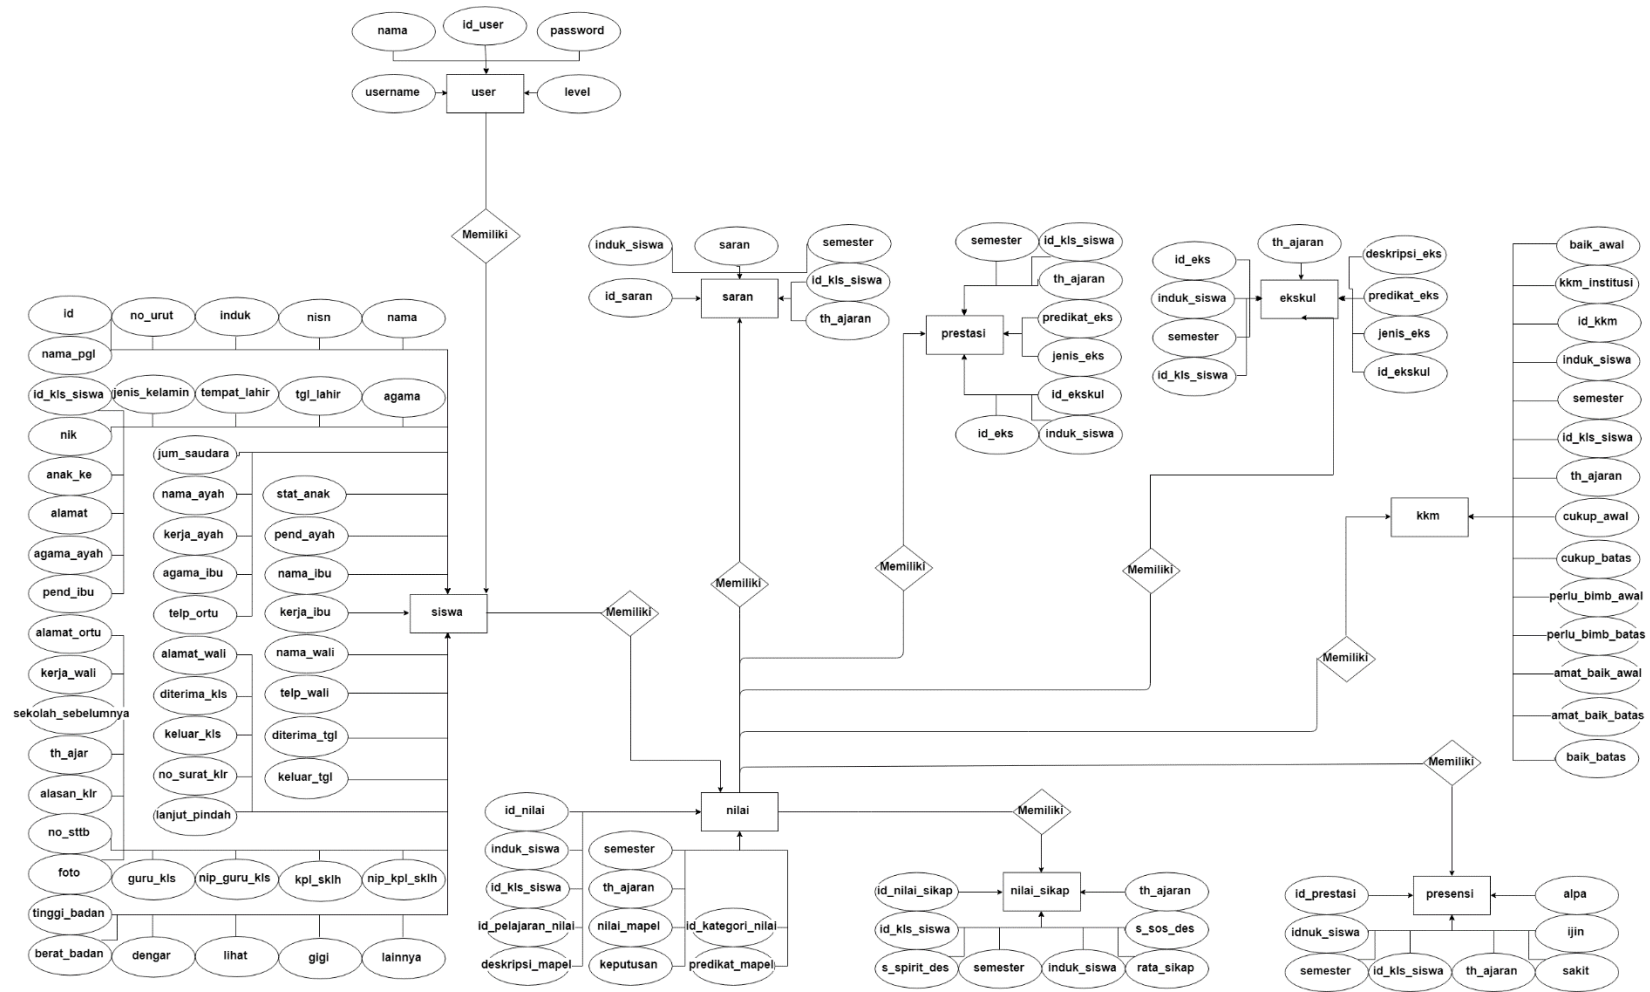 nama
id_user
password
username
user
level
Memiliki
induk_siswa
saran
semester
id_saran
saran
id_kls_siswa
th_ajaran
semester
id_kls_siswa
th_ajaran
prestasi
predikat_eks
jenis_eks
id_ekskul
id_eks
induk_siswa
th_ajaran
id_eks
deskripsi_eks
induk_siswa
ekskul
predikat_eks
semester
jenis_eks
id_kls_siswa
id_ekskul
baik_awal
kkm_institusi
id_kkm
induk_siswa
semester
id_kls_siswa
th_ajaran
kkm
cukup_awal
cukup_batas
perlu_bimb_awal
perlu_bimb_batas
amat_baik_awal
amat_baik_batas
baik_batas
id
no_urut
induk
nisn
nama
nama_pgl
id_kls_siswa
jenis_kelamin
tempat_lahir
tgl_lahir
agama
nik
anak_ke
alamat
agama_ayah
pend_ibu
jum_saudara
nama_ayah
kerja_ayah
agama_ibu
telp_ortu
stat_anak
pend_ayah
nama_ibu
kerja_ibu
siswa
alamat_ortu
kerja_wali
sekolah_sebelumnya
th_ajar
alasan_klr
no_sttb
foto
alamat_wali
diterima_kls
keluar_kls
no_surat_klr
lanjut_pindah
nama_wali
telp_wali
diterima_tgl
keluar_tgl
guru_kls
nip_guru_kls
kpl_sklh
nip_kpl_sklh
tinggi_badan
berat_badan
dengar
lihat
gigi
lainnya
Memiliki
Memiliki
Memiliki
Memiliki
Memiliki
Memiliki
Memiliki
id_nilai
nilai
induk_siswa
semester
id_kls_siswa
th_ajaran
id_pelajaran_nilai
nilai_mapel
id_kategori_nilai
deskripsi_mapel
keputusan
predikat_mapel
id_nilai_sikap
nilai_sikap
th_ajaran
id_kls_siswa
s_sos_des
s_spirit_des
semester
induk_siswa
rata_sikap
id_prestasi
presensi
alpa
idnuk_siswa
ijin
semester
id_kls_siswa
th_ajaran
sakit